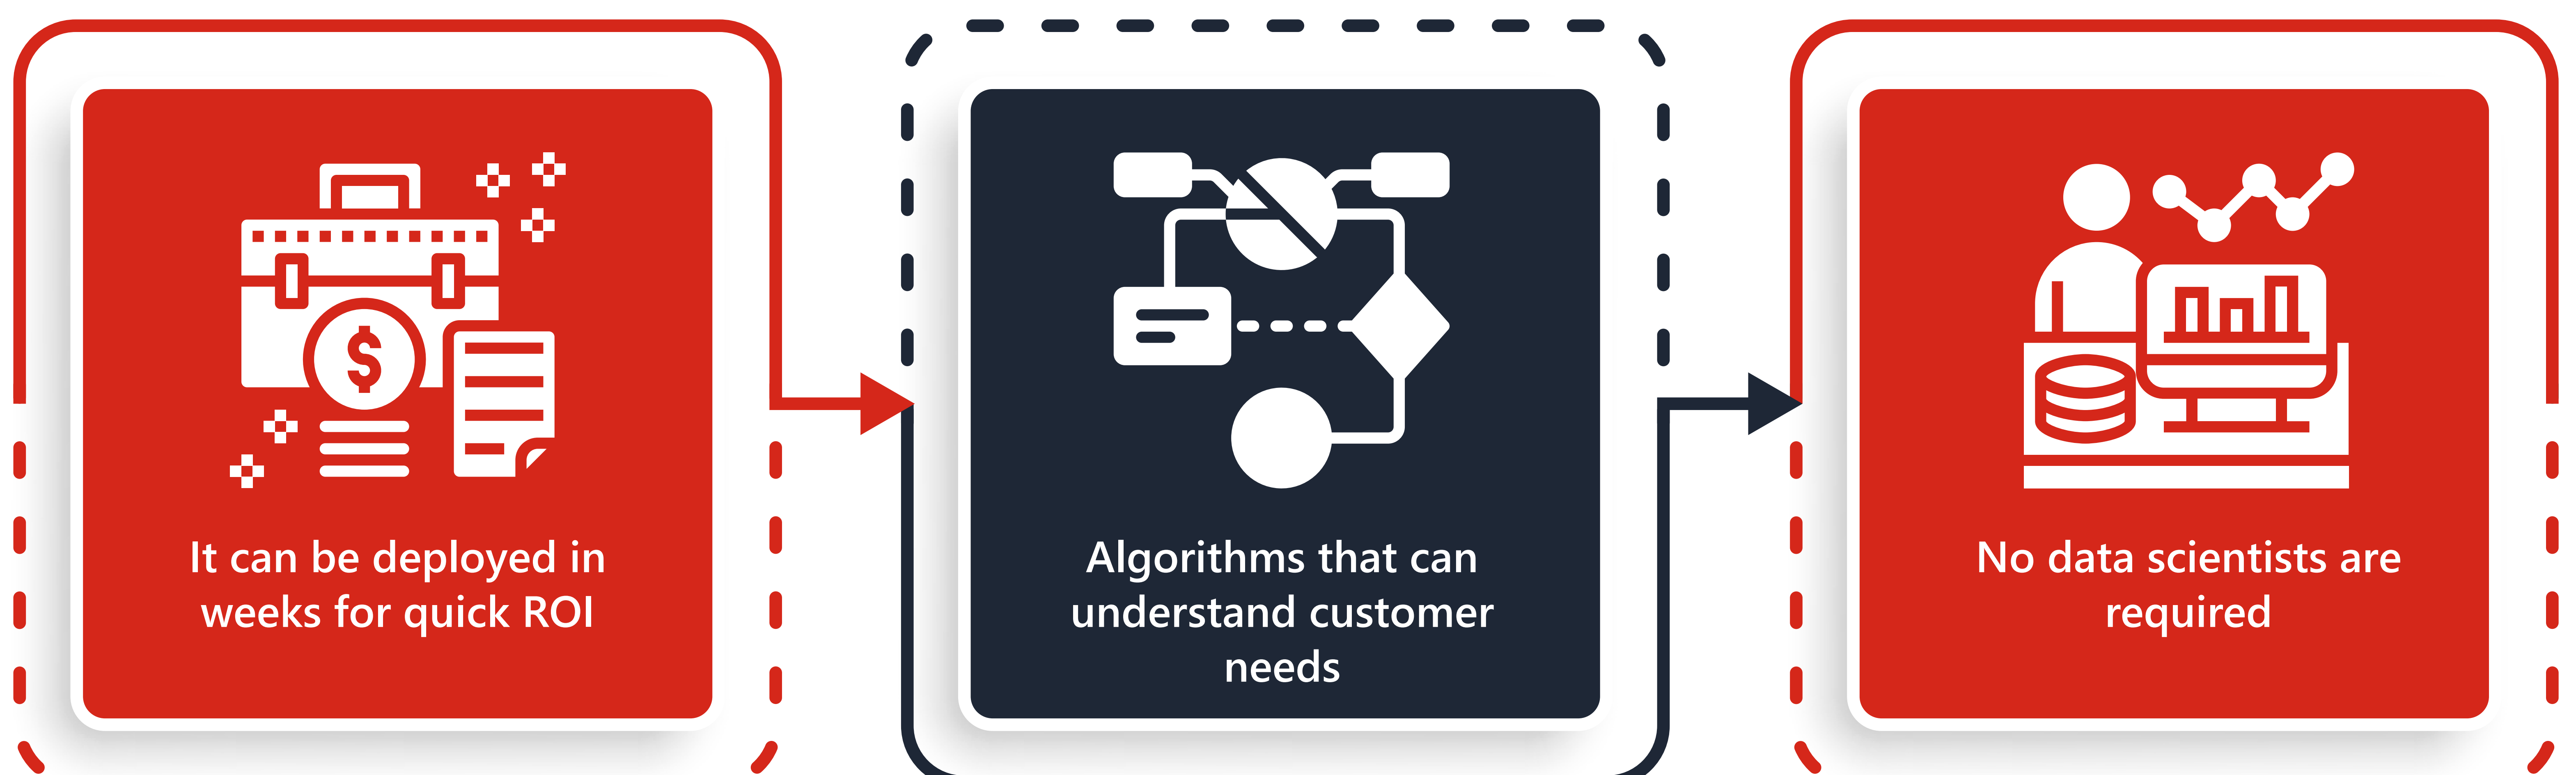 $
It can be deployed in
weeks for quick ROI
Algorithms that can
understand customer
needs
No data scientists are
required